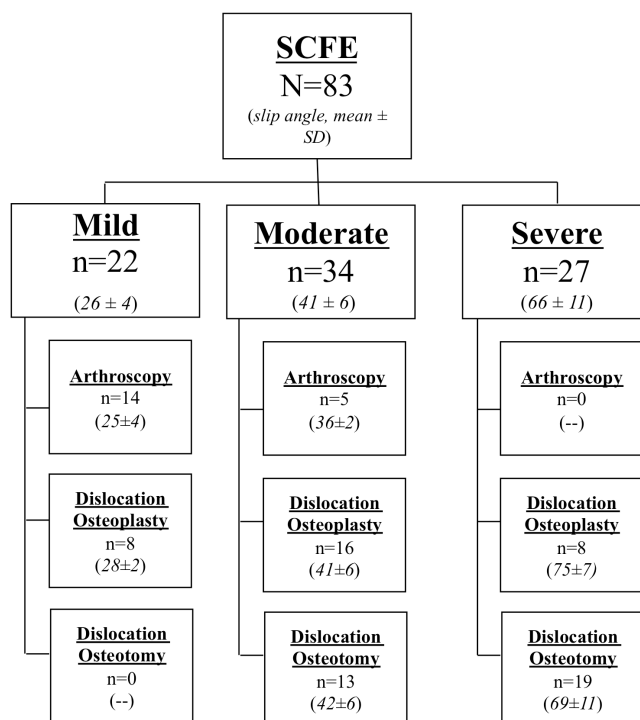 SCFE
N=83
(slip angle, mean ±
SD)
Mild
n=22
(26 ± 4)
Moderate
n=34
(41 ± 6)
Severe
n=27
(66 ± 11)
Arthroscopy
n=14
(25±4)
Arthroscopy
n=5
(36±2)
Arthroscopy
n=0
(--)
Dislocation
Osteoplasty
n=8
(28±2)
Dislocation
Osteoplasty
n=16
(41±6)
Dislocation
Osteoplasty
n=8
(75±7)
Dislocation
Osteotomy
n=0
(--)
Dislocation
Osteotomy
n=13
(42±6)
Dislocation
Osteotomy
n=19
(69±11)